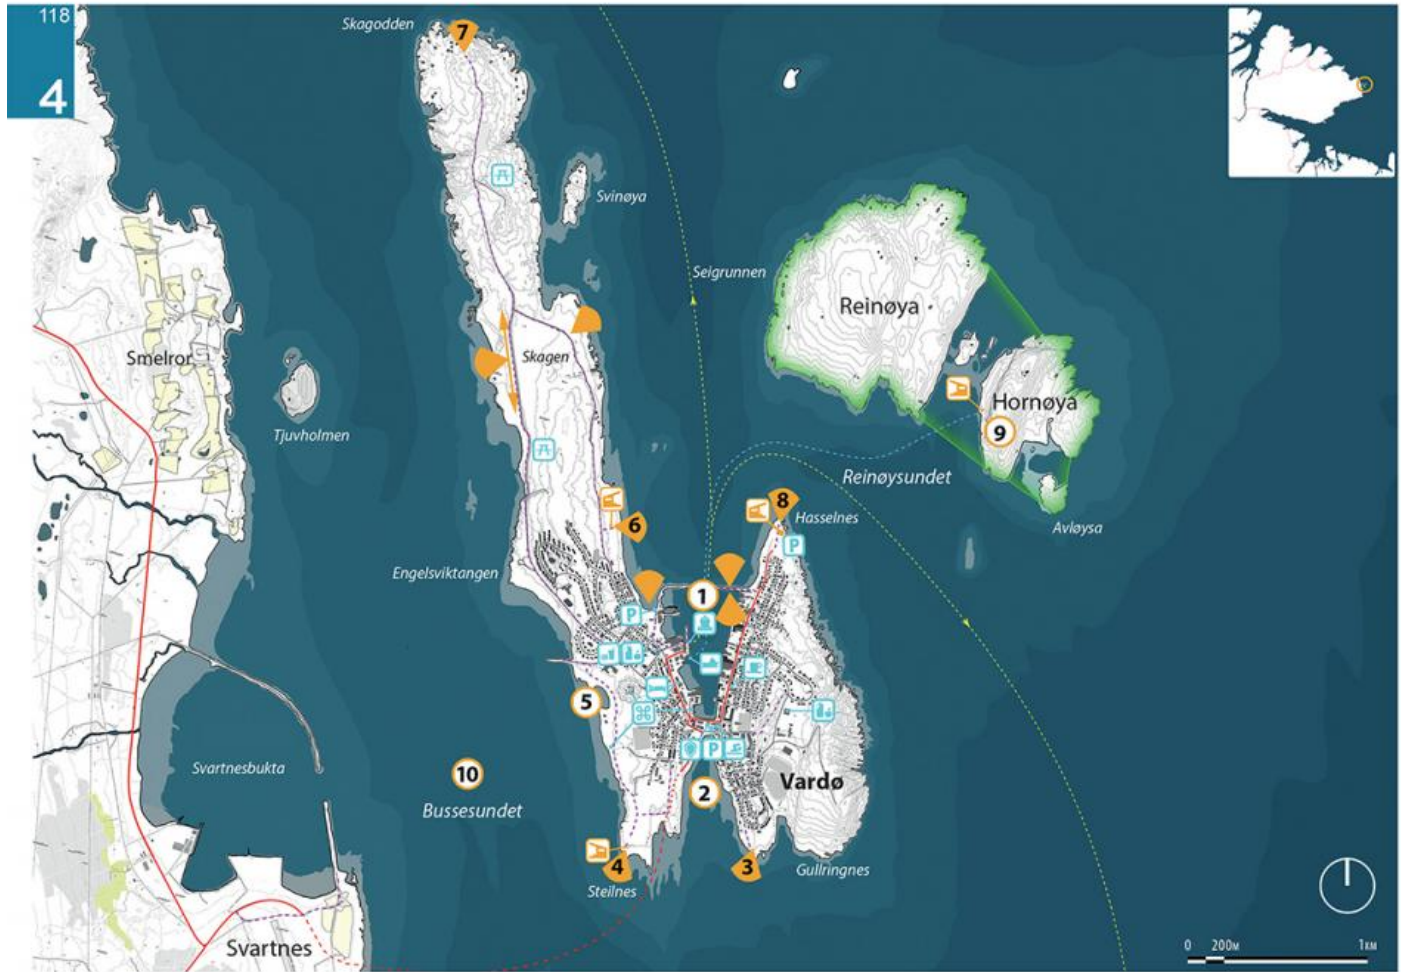 118
4
Skagodden
7
Svinøya
Seigrunnen
Reinøya
Smelror
Skagen
Hornøya
9
Tjuvholmen
Reinøysundet
8
Hasselnes
6
Avløysa
P
Engelsviktangen
1
P
5
Svartnesbukta
P
10
2
Vardø
Bussesundet
4
3
Gullringnes
Steilnes
Svartnes
0 200M 1KM